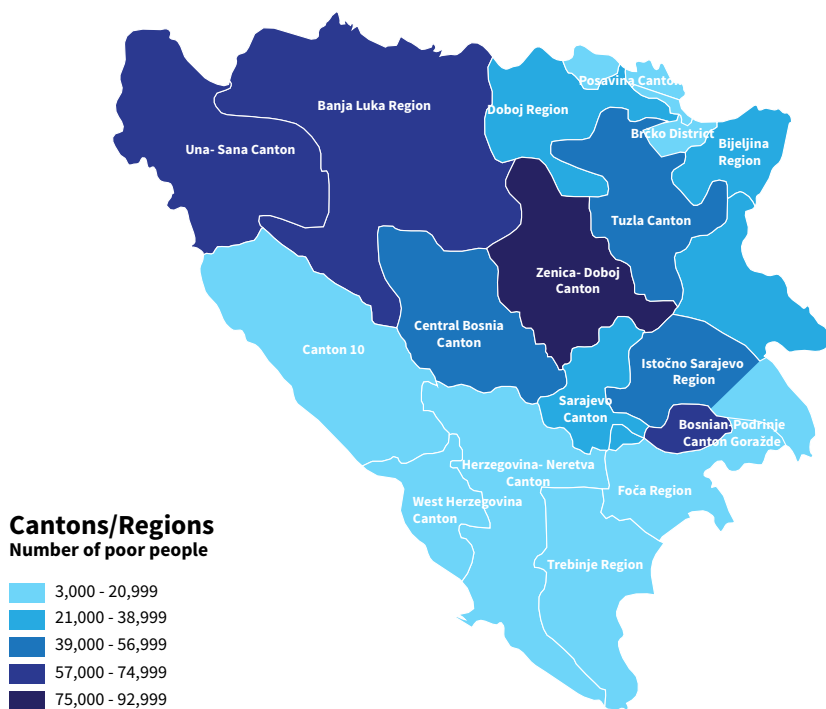 Posavina Canton
Banja Luka Region
Doboj Region
Brčko District
Bijeljina
Region
Una- Sana Canton
Tuzla Canton
Zenica- Doboj
Canton
Central Bosnia
Canton
Canton 10
Istočno Sarajevo
Region
Sarajevo
Canton
Bosnian-Podrinje
Canton Goražde
Herzegovina- Neretva
Canton
Foča Region
West Herzegovina
Canton
Trebinje Region
Cantons/Regions
Number of poor people
3,000 - 20,999
21,000 - 38,999
39,000 - 56,999
57,000 - 74,999
75,000 - 92,999